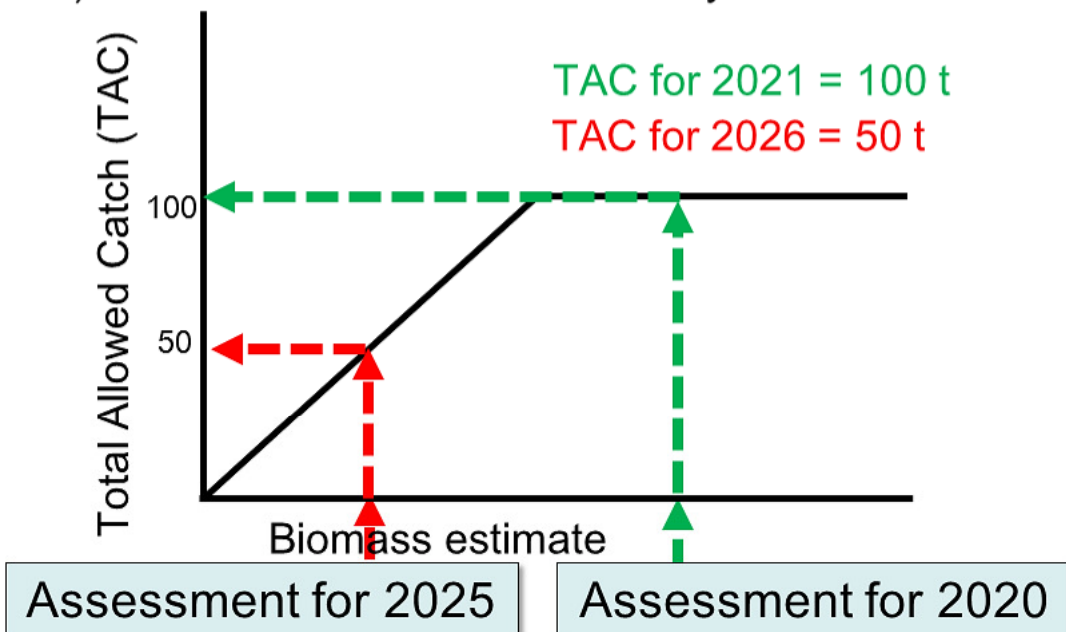 TAC for 2021 = 100 t
TAC for 2026 = 50 t
Total Allowed Catch (TAC)
100
50
Biomass estimate
Assessment for 2025
Assessment for 2020